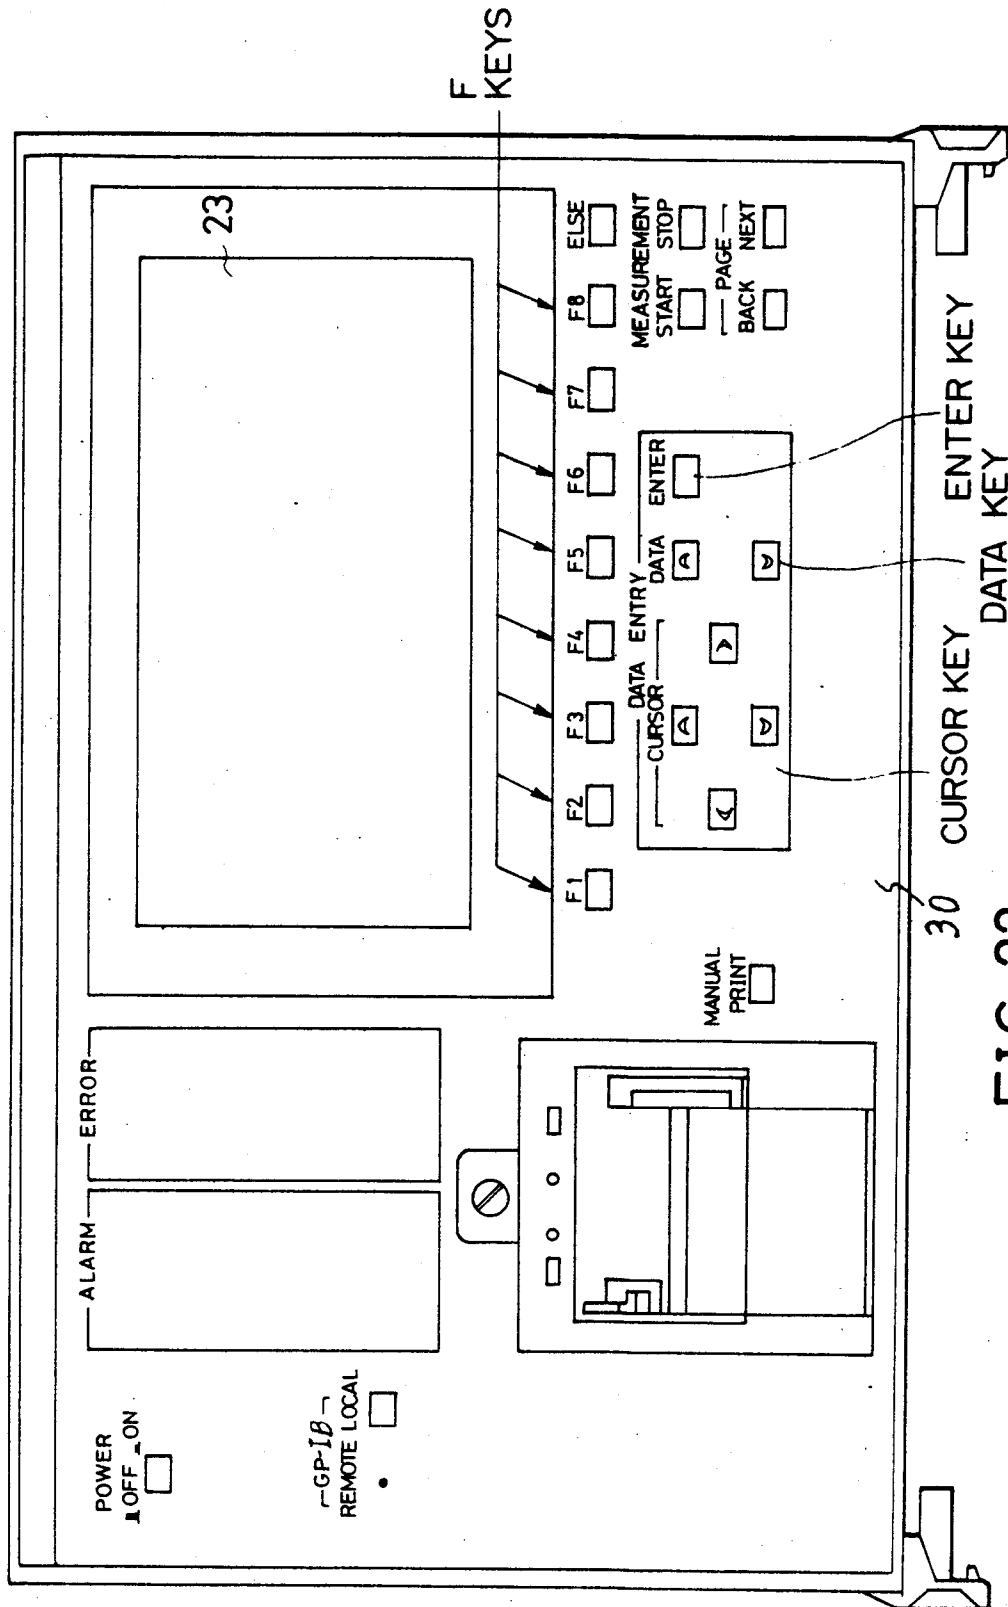 POWER
OFF ON
GP-IB
REMOTE LOCAL
ALARM
ERROR
23
F
KEYS
F1 F2 F3 F4 F5 F6 F7 F8 ELSE
MANUAL
PRINT
DATA ENTRY
CURSOR
DATA
ENTER
MEASUREMENT
START STOP
PAGE
BACK NEXT
30
CURSOR KEY
DATA
KEY
ENTER KEY